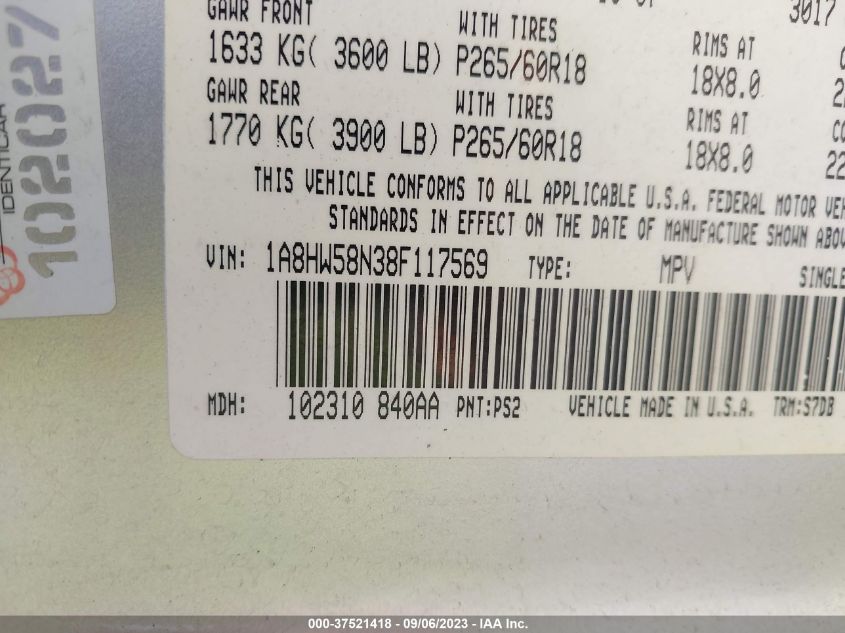 GAWR FRONT WITH TIRES RIMS AT
1633 KG( 3600 LB) P265/60R18 18X8.0
GAWR REAR WITH TIRES RIMS AT
1770 KG( 3900 LB) P265/60R18 18X8.0
THIS VEHICLE CONFORMS TO ALL APPLICABLE U.S.A. FEDERAL MOTOR VEH
STANDARDS IN EFFECT ON THE DATE OF MANUFACTURE SHOWN ABOV
VIN: 1A8HW58N38F117569 TYPE: MPV SINGLE
MDH: 102310 840AA PNT:PS2 VEHICLE MADE IN U.S.A. TRM:S7DB
3017
IDENTICAR
102027
000-37521418 - 09/06/2023 - IAA Inc.